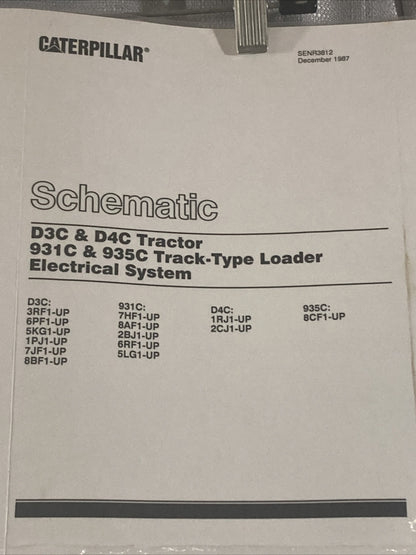 CATERPILLAR®
SENR3812
December 1987
Schematic
D3C & D4C Tractor
931C & 935C Track-Type Loader
Electrical System
D3C:
3RF1-UP
6PF1-UP
5KG1-UP
1PJ1-UP
7JF1-UP
8BF1-UP
931C:
7HF1-UP
8AF1-UP
2BJ1-UP
6RF1-UP
5LG1-UP
D4C:
1RJ1-UP
2CJ1-UP
935C:
8CF1-UP